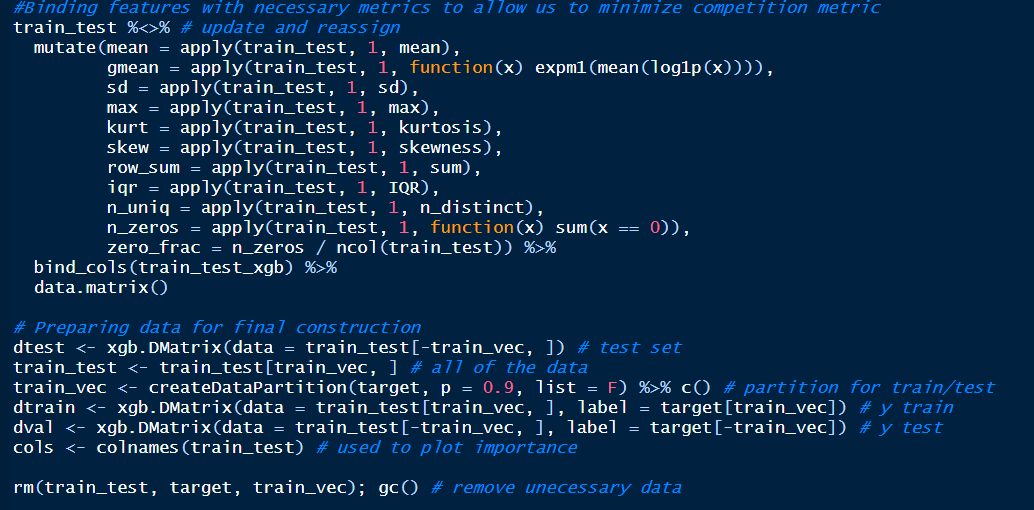 #Binding features with necessary metrics to allow us to minimize competition metric
train_test %<>% # update and reassign
  mutate(mean = apply(train_test, 1, mean),
         gmean = apply(train_test, 1, function(x) expm1(mean(log1p(x)))),
         sd = apply(train_test, 1, sd),
         max = apply(train_test, 1, max),
         kurt = apply(train_test, 1, kurtosis),
         skew = apply(train_test, 1, skewness),
         row_sum = apply(train_test, 1, sum),
         iqr = apply(train_test, 1, IQR),
         n_uniq = apply(train_test, 1, n_distinct),
         n_zeros = apply(train_test, 1, function(x) sum(x == 0)),
         zero_frac = n_zeros / ncol(train_test)) %>%
  bind_cols(train_test_xgb) %>%
  data.matrix()

# Preparing data for final construction
dtest <- xgb.DMatrix(data = train_test[-train_vec, ]) # test set
train_test <- train_test[train_vec, ] # all of the data
train_vec <- createDataPartition(target, p = 0.9, list = F) %>% c() # partition for train/test
dtrain <- xgb.DMatrix(data = train_test[train_vec, ], label = target[train_vec]) # y train
dval <- xgb.DMatrix(data = train_test[-train_vec, ], label = target[-train_vec]) # y test
cols <- colnames(train_test) # used to plot importance

rm(train_test, target, train_vec); gc() # remove unecessary data